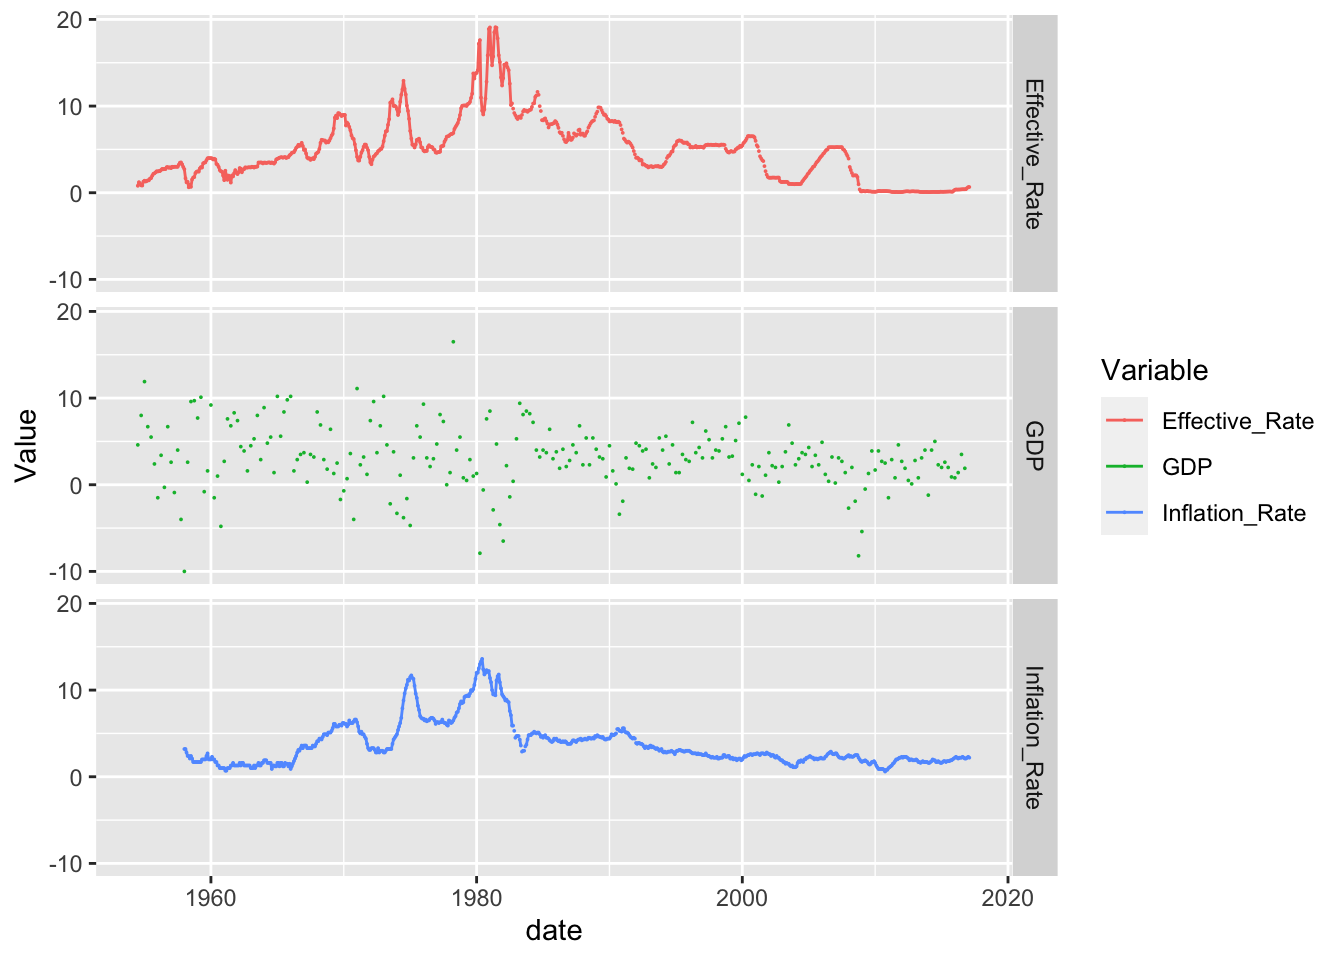 20
10
0
-10
Effective_Rate
20
10
0
-10
GDP
20
10
0
-10
Inflation_Rate
Value
1960
1980
2000
2020
date
Variable
Effective_Rate
GDP
Inflation_Rate